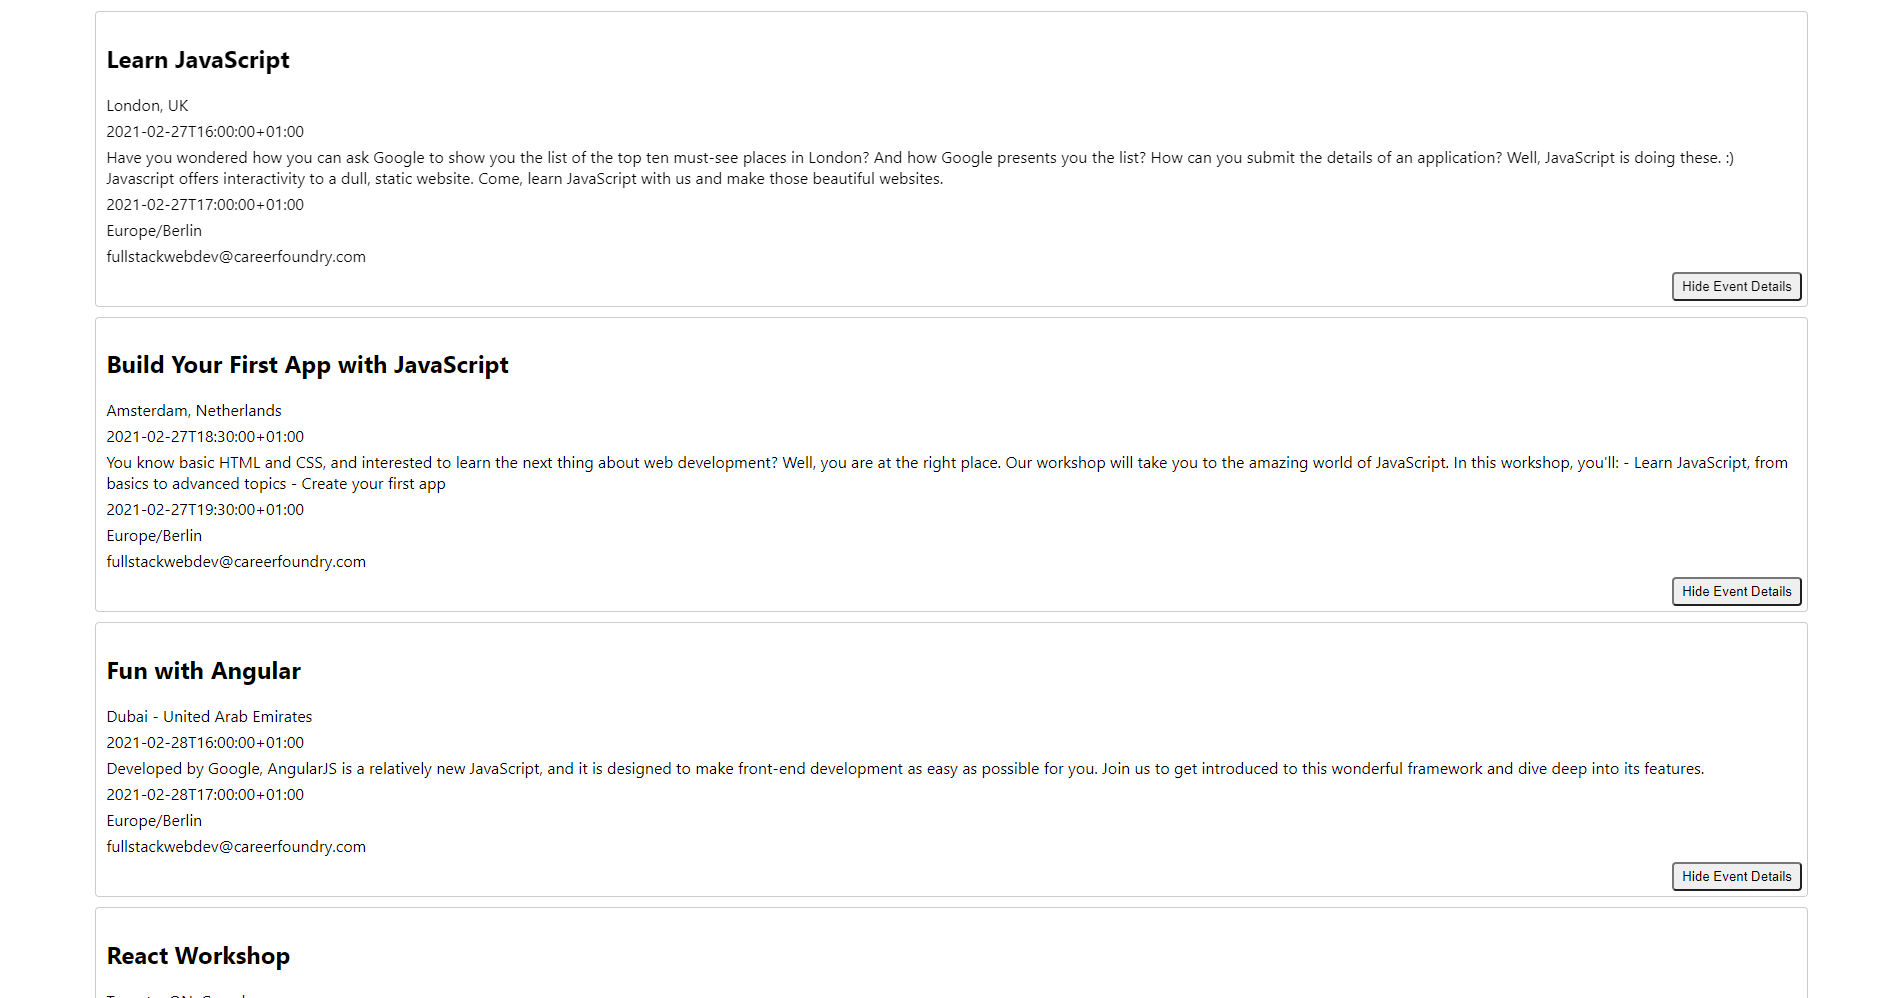 Learn JavaScript
London, UK
2021-02-27T16:00:00+01:00
Have you wondered how you can ask Google to show you the list of the top ten must-see places in London? And how Google presents you the list? How can you submit the details of an application? Well, JavaScript is doing these. :)
Javascript offers interactivity to a dull, static website. Come, learn JavaScript with us and make those beautiful websites.
2021-02-27T17:00:00+01:00
Europe/Berlin
fullstackwebdev@careerfoundry.com
Hide Event Details
Build Your First App with JavaScript
Amsterdam, Netherlands
2021-02-27T18:30:00+01:00
You know basic HTML and CSS, and interested to learn the next thing about web development? Well, you are at the right place. Our workshop will take you to the amazing world of JavaScript. In this workshop, you'll: - Learn JavaScript, from
basics to advanced topics - Create your first app
2021-02-27T19:30:00+01:00
Europe/Berlin
fullstackwebdev@careerfoundry.com
Hide Event Details
Fun with Angular
Dubai - United Arab Emirates
2021-02-28T16:00:00+01:00
Developed by Google, AngularJS is a relatively new JavaScript, and it is designed to make front-end development as easy as possible for you. Join us to get introduced to this wonderful framework and dive deep into its features.
2021-02-28T17:00:00+01:00
Europe/Berlin
fullstackwebdev@careerfoundry.com
Hide Event Details
React Workshop